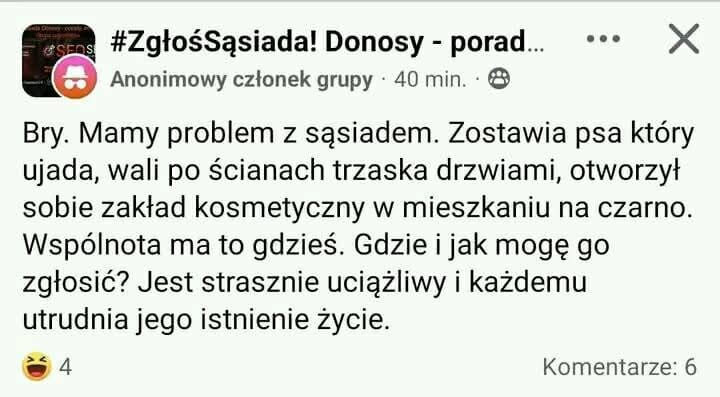 #ZgłośSąsiada! Donosy - porad...
Anonimowy członek grupy · 40 min. ·
Bry. Mamy problem z sąsiadem. Zostawia psa który
ujada, wali po ścianach trzaska drzwiami, otworzył
sobie zakład kosmetyczny w mieszkaniu na czarno.
Wspólnota ma to gdzieś. Gdzie i jak mogę go
zgłosić? Jest strasznie uciążliwy i każdemu
utrudnia jego istnienie życie.
4
Komentarze: 6